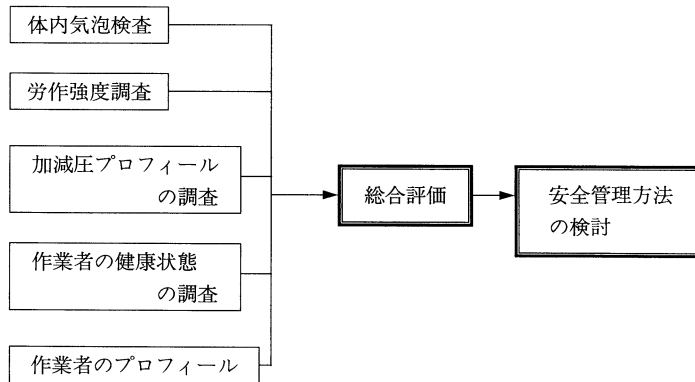 体内気泡検査
労作強度調査
加減圧プロフィール
の調査
作業者の健康状態
の調査
作業者のプロフィール
総合評価
安全管理方法
の検討